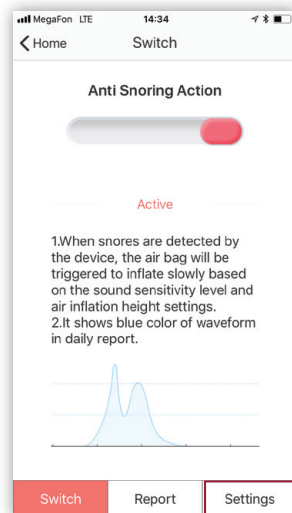 MegaFon LTE 14:34
Home Switch
Anti Snoring Action
Active
1.When snores are detected by
the device, the air bag will be
triggered to inflate slowly based
on the sound sensitivity level and
air inflation height settings.
2.It shows blue color of waveform
in daily report.
Switch Report Settings